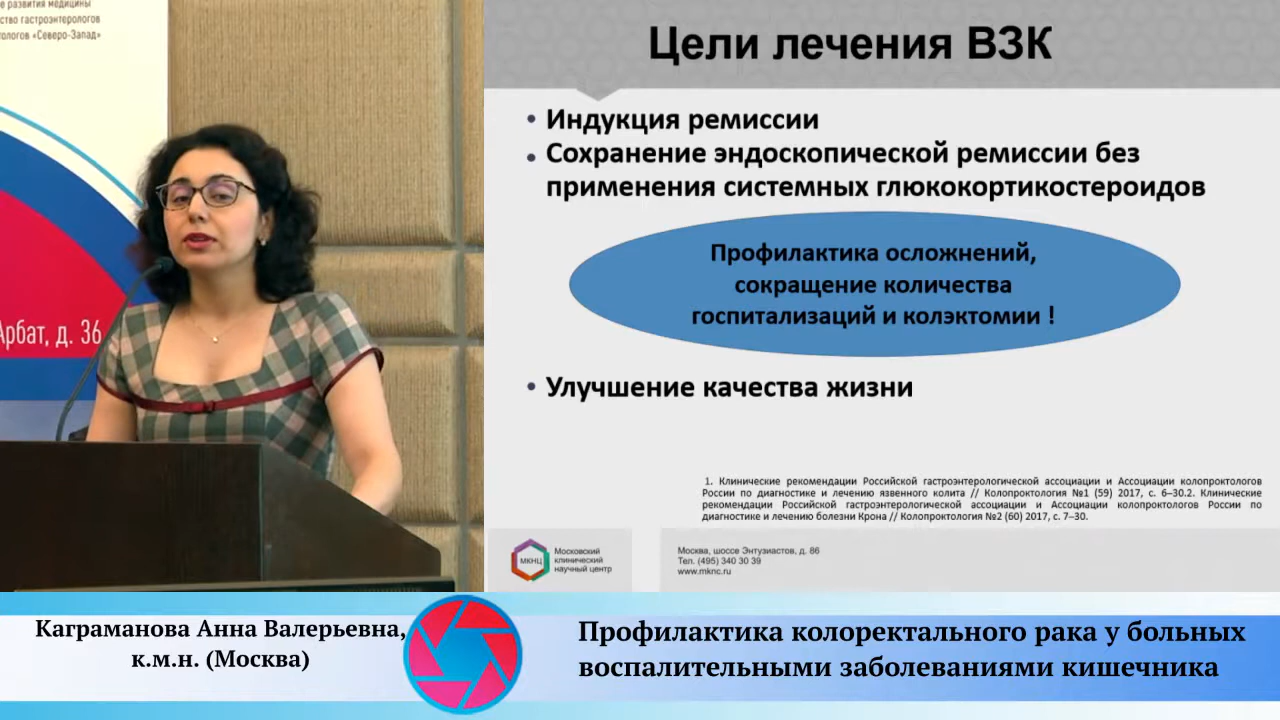 е развития медицины
ство гастроэнтерологов
тологов «Северо-Запад»
Арбат, д. 36
Цели лечения ВЗК
• Индукция ремиссии
• Сохранение эндоскопической ремиссии без
применения системных глюкокортикостероидов
Профилактика осложнений,
сокращение количества
госпитализаций и колэктомии !
• Улучшение качества жизни
1. Клинические рекомендации Российской гастроэнтерологической ассоциации и Ассоциации колопроктологов
России по диагностике и лечению язвенного колита // Колопроктология №1 (59) 2017, с. 6–30.2. Клинические
рекомендации Российской гастроэнтерологической ассоциации и Ассоциации колопроктологов России по
диагностике и лечению болезни Крона // Колопроктология №2 (60) 2017, с. 7–30.
МКНЦ
Московский
клинический
научный центр
Москва, шоссе Энтузиастов, д. 86
Тел. (495) 340 30 39
www.mknc.ru
Каграманова Анна Валерьевна,
к.м.н. (Москва)
Профилактика колоректального рака у больных
воспалительными заболеваниями кишечника